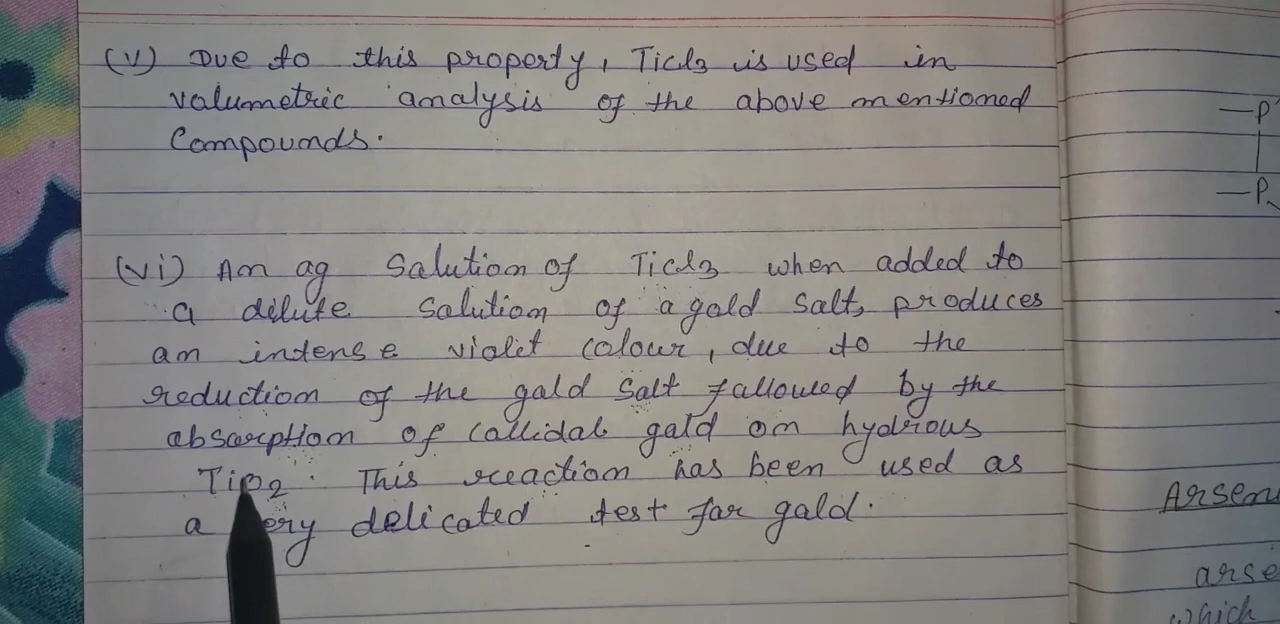 (v) Due to this property, TiCl3 is used in
valumetric analysis of the above mentioned
Compounds.
(vi) An aq Salution of TiCl3 when added to
a dilute salution of a gald salt, produces
an intense vialet colour, due to the
reduction of the gald salt fallowed by the
absorption of callidal gald on hydrous
TiO2. This reaction has been used as
a very delicated test far gald.
—P
—P
Arsen
arse
which